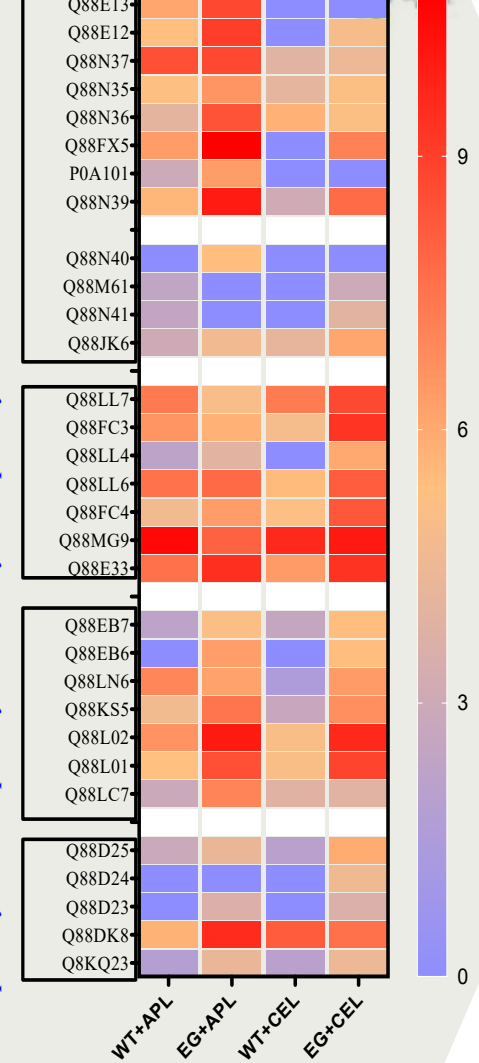 Q88E13
Q88E12
Q88N37
Q88N35
Q88N36
Q88FX5
P0A101
Q88N39
Q88N40
Q88M61
Q88N41
Q88JK6
Q88LL7
Q88FC3
Q88LL4
Q88LL6
Q88FC4
Q88MG9
Q88E33
Q88EB7
Q88EB6
Q88LN6
Q88KS5
Q88L02
Q88L01
Q88LC7
Q88D25
Q88D24
Q88D23
Q88DK8
Q8KQ23
WT+APL
EG+APL
WT+CEL
EG+CEL
9
6
3
0